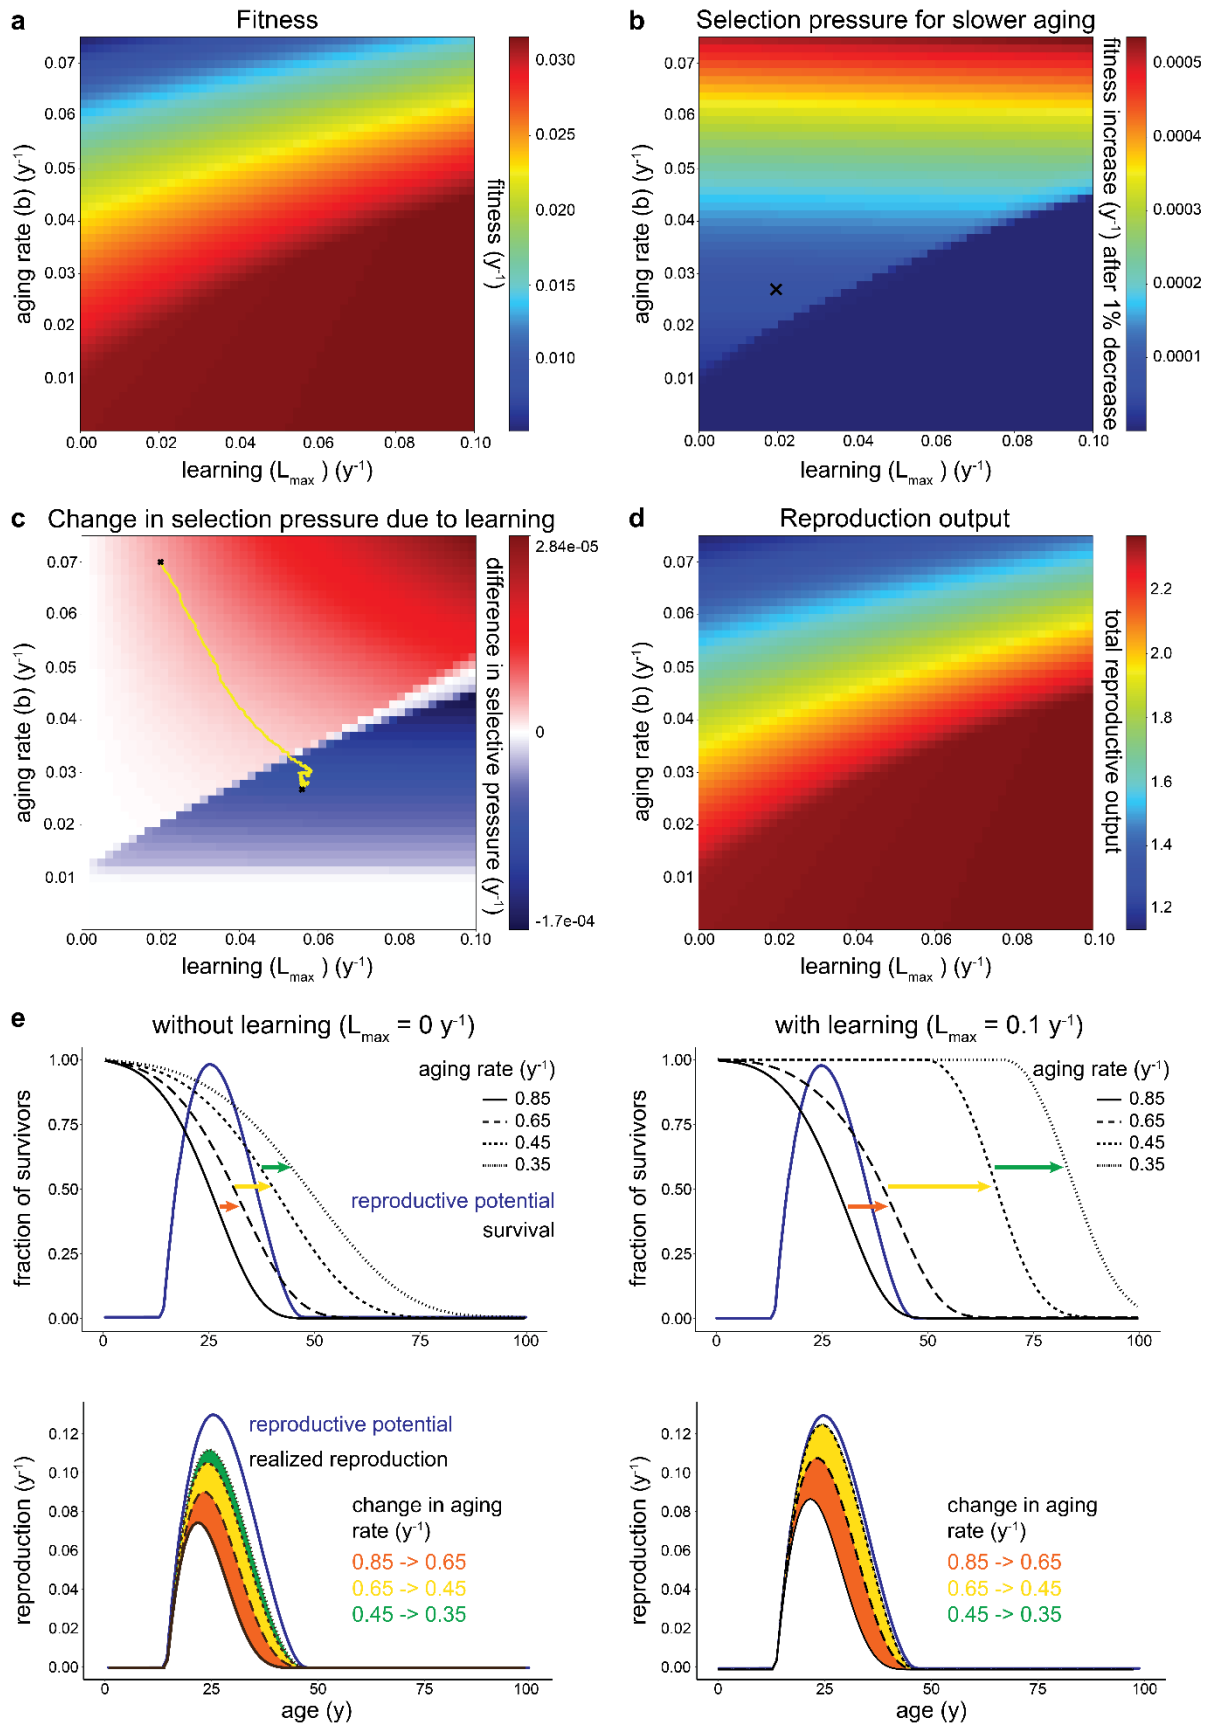 a
Fitness
aging rate (b) (y⁻¹)
0.07
0.06
0.05
0.04
0.03
0.02
0.01
0.00
0.02
0.04
0.06
0.08
0.10
learning (Lmax ) (y⁻¹)
0.030
0.025
0.020
0.015
0.010
fitness (y⁻¹)
b
Selection pressure for slower aging
aging rate (b) (y⁻¹)
0.07
0.06
0.05
0.04
0.03
0.02
0.01
0.00
0.02
0.04
0.06
0.08
0.10
learning (Lmax ) (y⁻¹)
fitness increase (y⁻¹) after 1% decrease
0.0005
0.0004
0.0003
0.0002
0.0001
c
Change in selection pressure due to learning
aging rate (b) (y⁻¹)
0.07
0.06
0.05
0.04
0.03
0.02
0.01
0.00
0.02
0.04
0.06
0.08
0.10
learning (Lmax ) (y⁻¹)
difference in selective pressure (y⁻¹)
2.84e-05
0
-1.7e-04
d
Reproduction output
aging rate (b) (y⁻¹)
0.07
0.06
0.05
0.04
0.03
0.02
0.01
0.00
0.02
0.04
0.06
0.08
0.10
learning (Lmax ) (y⁻¹)
total reproductive output
2.2
2.0
1.8
1.6
1.4
1.2
e
without learning (Lmax = 0 y⁻¹)
fraction of survivors
1.00
0.75
0.50
0.25
0.00
0
25
50
75
100
aging rate (y⁻¹)
0.85
0.65
0.45
0.35
reproductive potential
survival
with learning (Lmax = 0.1 y⁻¹)
fraction of survivors
1.00
0.75
0.50
0.25
0.00
0
25
50
75
100
aging rate (y⁻¹)
0.85
0.65
0.45
0.35
reproduction (y⁻¹)
0.12
0.10
0.08
0.06
0.04
0.02
0.00
0
25
50
75
100
age (y)
reproductive potential
realized reproduction
change in aging
rate (y⁻¹)
0.85 -> 0.65
0.65 -> 0.45
0.45 -> 0.35
reproduction (y⁻¹)
0.12
0.10
0.08
0.06
0.04
0.02
0.00
0
25
50
75
100
age (y)
change in aging
rate (y⁻¹)
0.85 -> 0.65
0.65 -> 0.45
0.45 -> 0.35